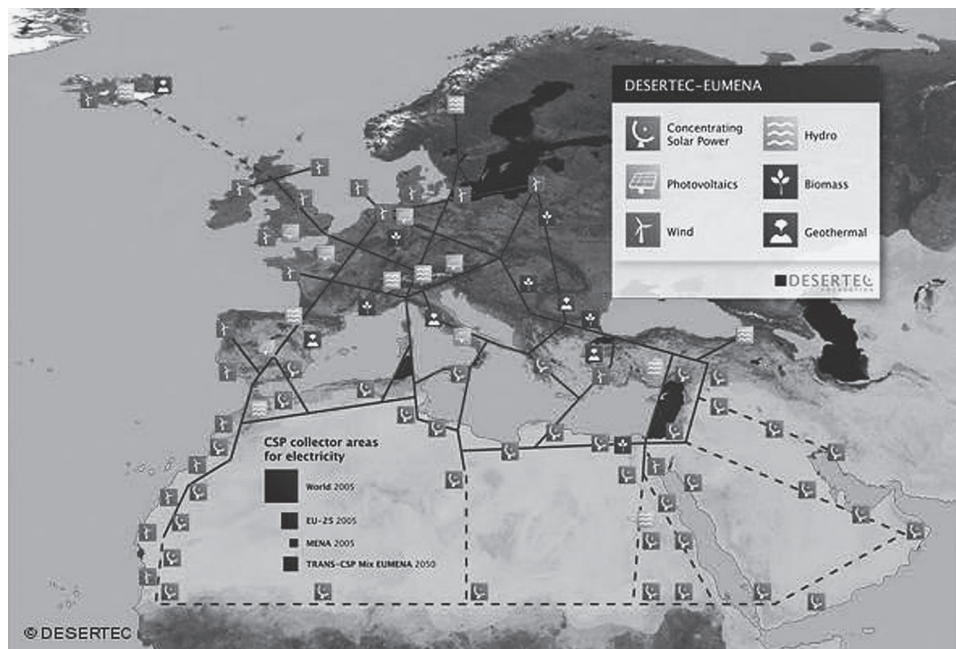 DESERTEC–EUMENA
Concentrating
Solar Power
Hydro
Photovoltaics
Biomass
Wind
Geothermal
DESERTEC
FOUNDATION
CSP collector areas
for electricity
World 2005
EU-25 2005
MENA 2005
TRANS-CSP Mix EUMENA 2050
© DESERTEC